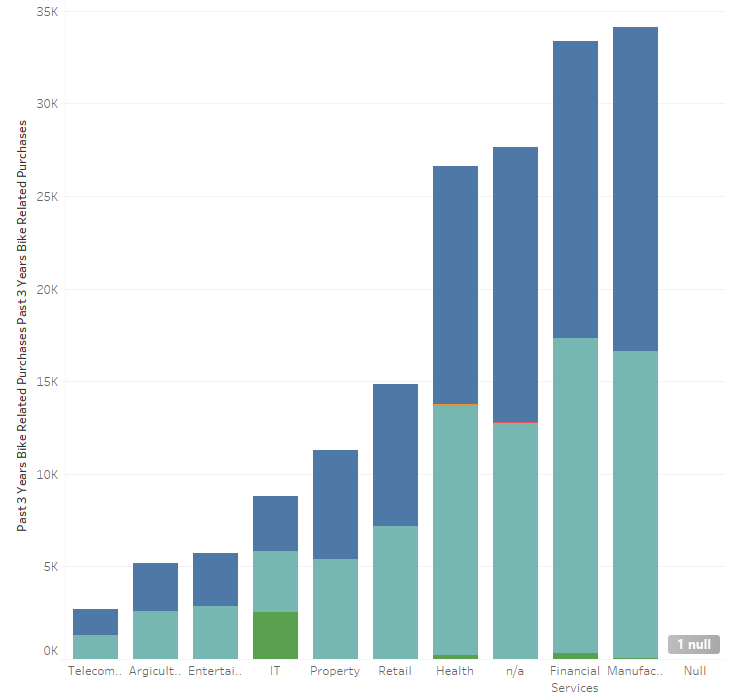 Past 3 Years Bike Related Purchases Past 3 Years Bike Related Purchases
35K
30K
25K
20K
15K
10K
5K
0K
1 null
Telecom.. Argicult.. Entertai.. IT Property Retail Health n/a Financial Manufac.. Null
Services